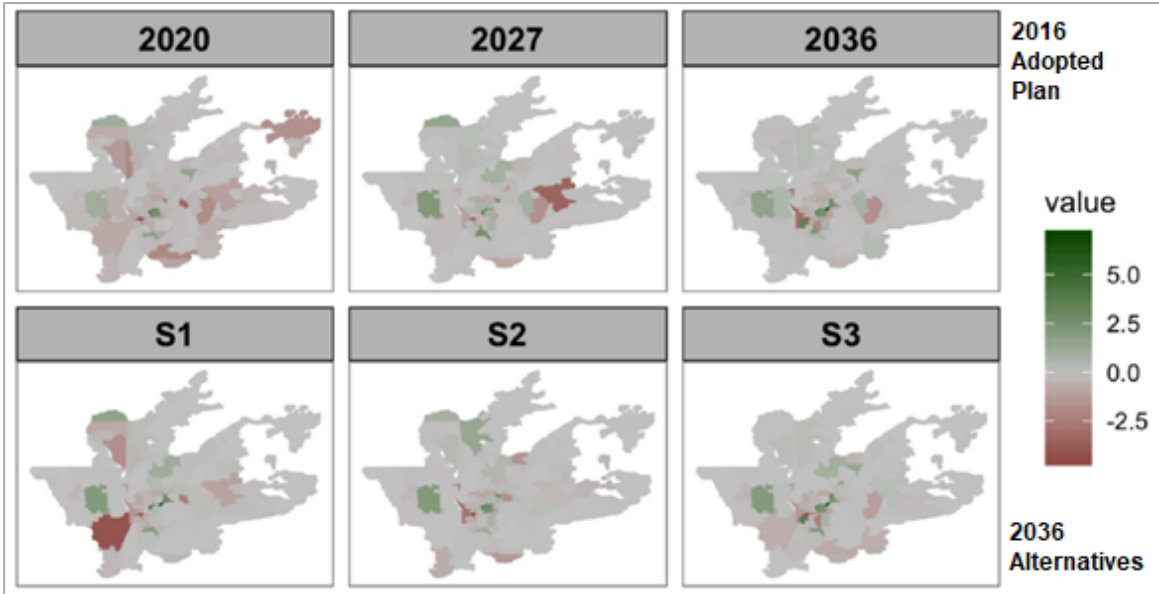 2020
2027
2036
2016
Adopted
Plan
S1
S2
S3
value
5.0
2.5
0.0
-2.5
2036
Alternatives